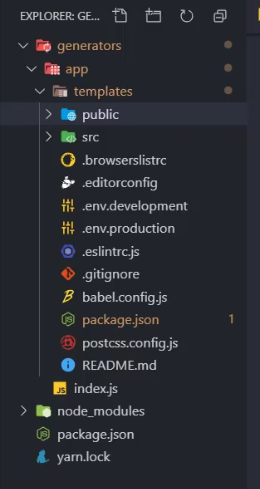 EXPLORER: GE...
generators
app
templates
public
src
.browserslistrc
.editorconfig
.env.development
.env.production
.eslintrc.js
.gitignore
babel.config.js
package.json 1
postcss.config.js
README.md
JS index.js
node_modules
package.json
yarn.lock